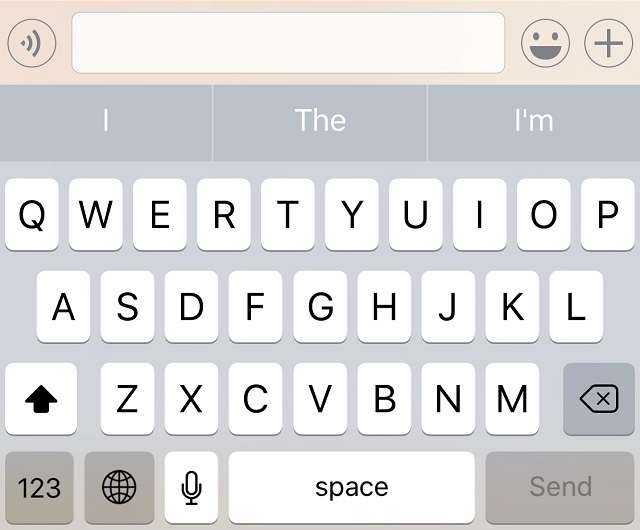 I The I'm
Q W E R T Y U I O P
A S D F G H J K L
Z X C V B N M
123 space Send